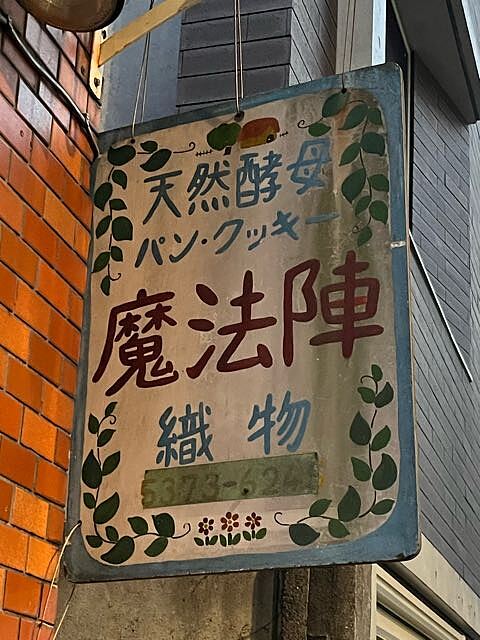 天然酵母
パン・クッキー
魔法陣
織物